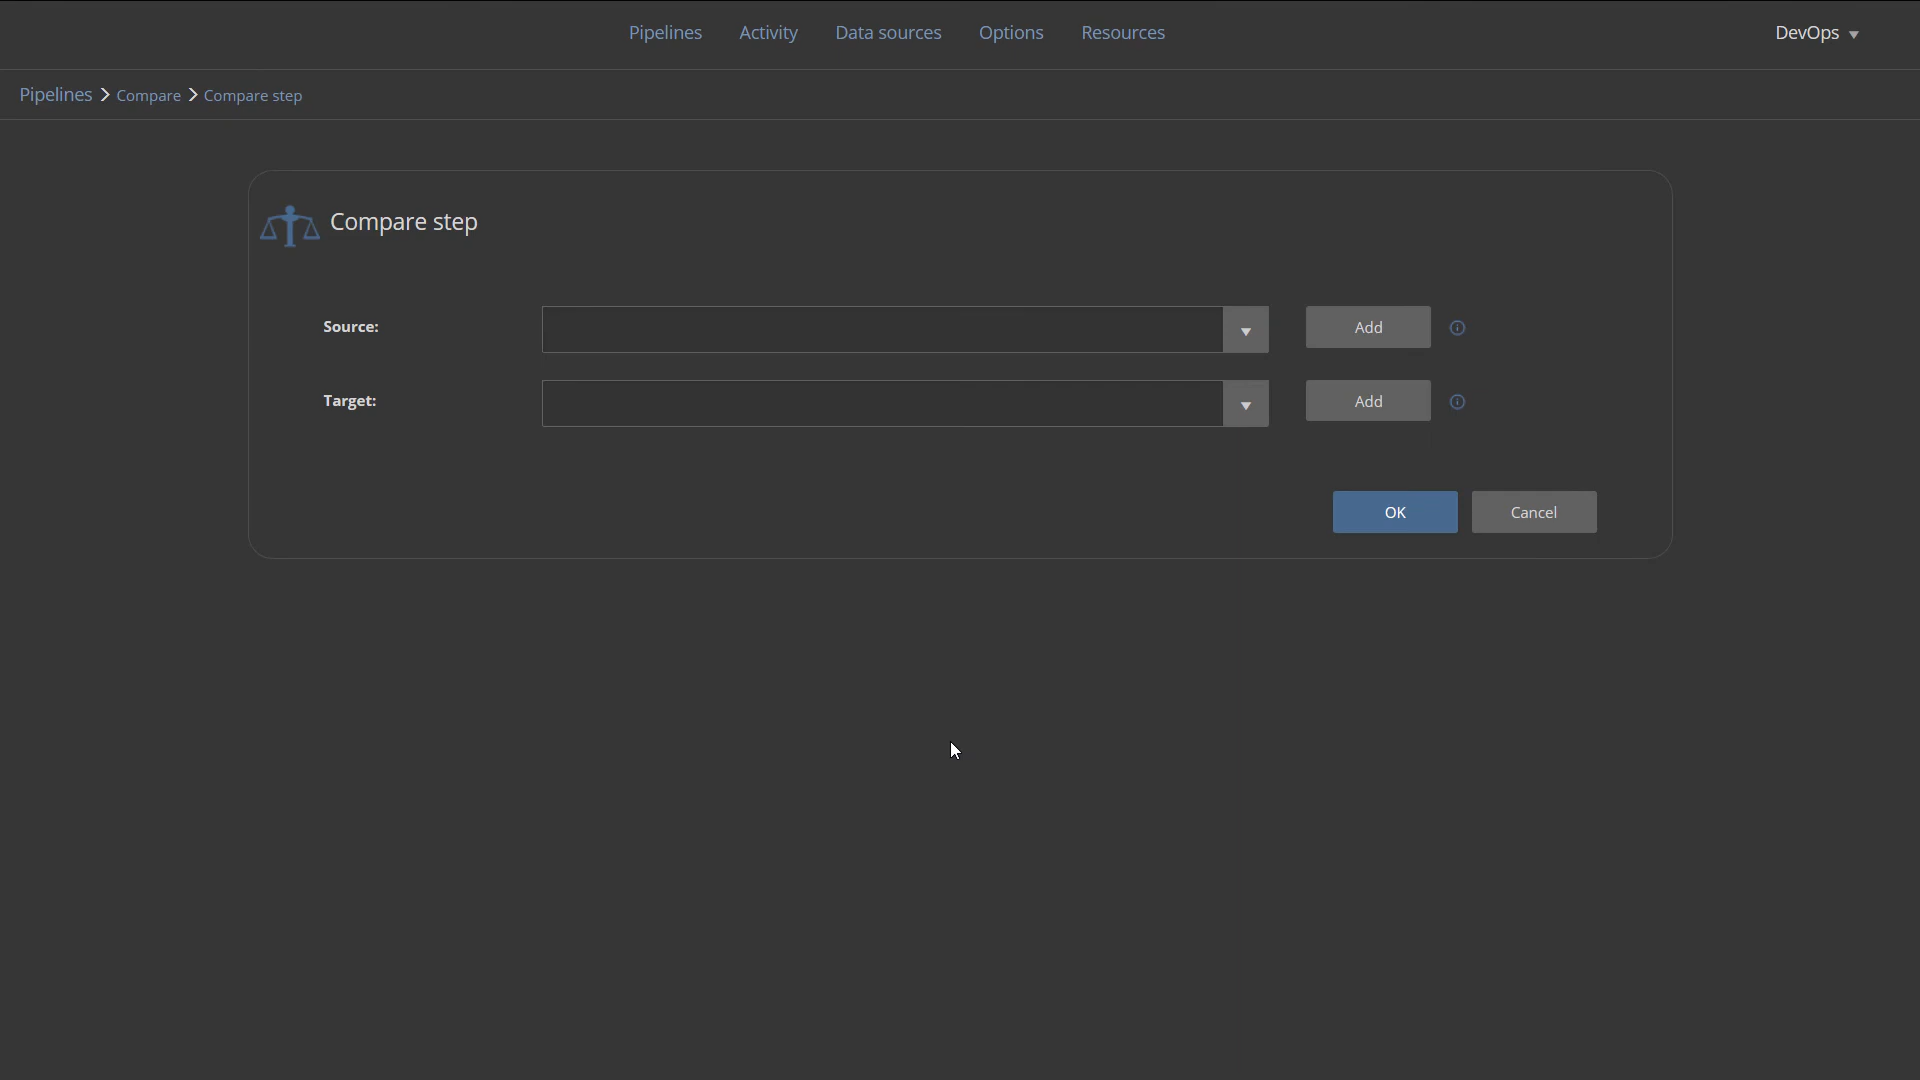 Pipelines Activity Data sources Options Resources DevOps
Pipelines Compare Compare step
Compare step
Source: Add
Target: Add
OK Cancel